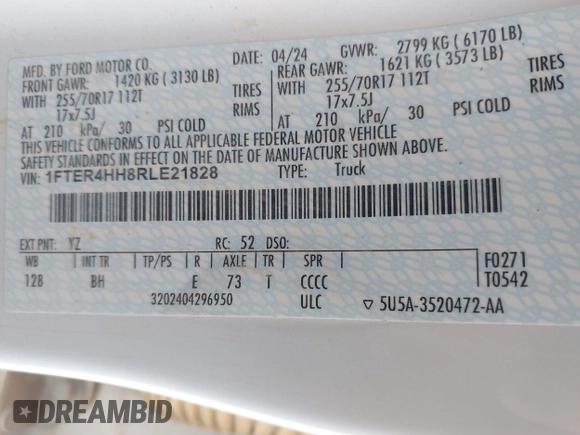 MFD. BY FORD MOTOR CO.
DATE: 04/24 GVWR: 2799 KG ( 6170 LB)
FRONT GAWR: 1420 KG ( 3130 LB)
REAR GAWR: 1621 KG ( 3573 LB)
WITH 255/70R17 112T TIRES
WITH 255/70R17 112T TIRES
17x7.5J RIMS
17x7.5J RIMS
AT 210 kPa/ 30 PSI COLD
AT 210 kPa/ 30 PSI COLD
THIS VEHICLE CONFORMS TO ALL APPLICABLE FEDERAL MOTOR VEHICLE
SAFETY STANDARDS IN EFFECT ON THE DATE OF MANUFACTURE SHOWN ABOVE.
VIN: 1FTER4HH8RLE21828 TYPE: Truck
EXT PNT: YZ RC: 52 DSO:
WB INT TR TP/PS R AXLE TR SPR F0271
128 BH E 73 T CCCC T0542
3202404296950 ULC ▽ 5U5A-3520472-AA
DREAMBID